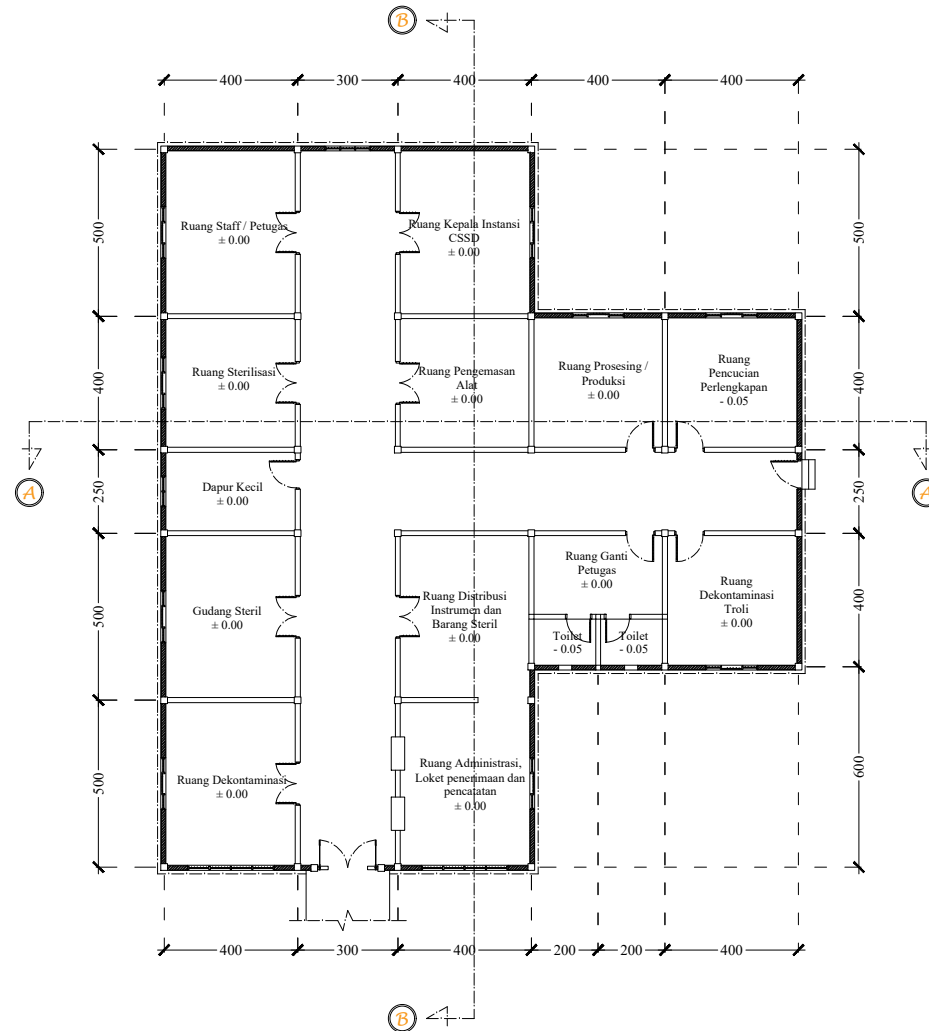 B
400
300
400
400
400
500
500
Ruang Staff / Petugas
± 0.00
Ruang Kepala Instansi
CSSD
± 0.00
400
400
Ruang Sterilisasi
± 0.00
Ruang Pengemasan
Alat
± 0.00
Ruang Prosesing /
Produksi
± 0.00
Ruang
Pencucian
Perlengkapan
- 0.05
A
250
Dapur Kecil
± 0.00
250
A
500
Gudang Steril
± 0.00
Ruang Distribusi
Instrumen dan
Barang Steril
± 0.00
Ruang Ganti
Petugas
± 0.00
Toilet
- 0.05
Toilet
- 0.05
Ruang
Dekontaminasi
Troli
± 0.00
400
500
Ruang Dekontaminasi
± 0.00
Ruang Administrasi,
Loket penerimaan dan
pencatatan
± 0.00
600
400
300
400
200
200
400
B